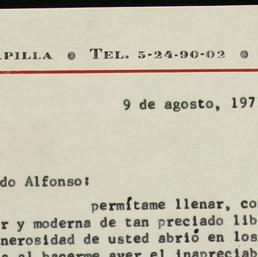 APILLA ● TEL. 5-24-90-02 ●
9 de agosto, 197
do Alfonso:
permítame llenar, co
r y moderna de tan preciado lib
nerosidad de usted abrió en los
al hacerme ayer el inapreciab